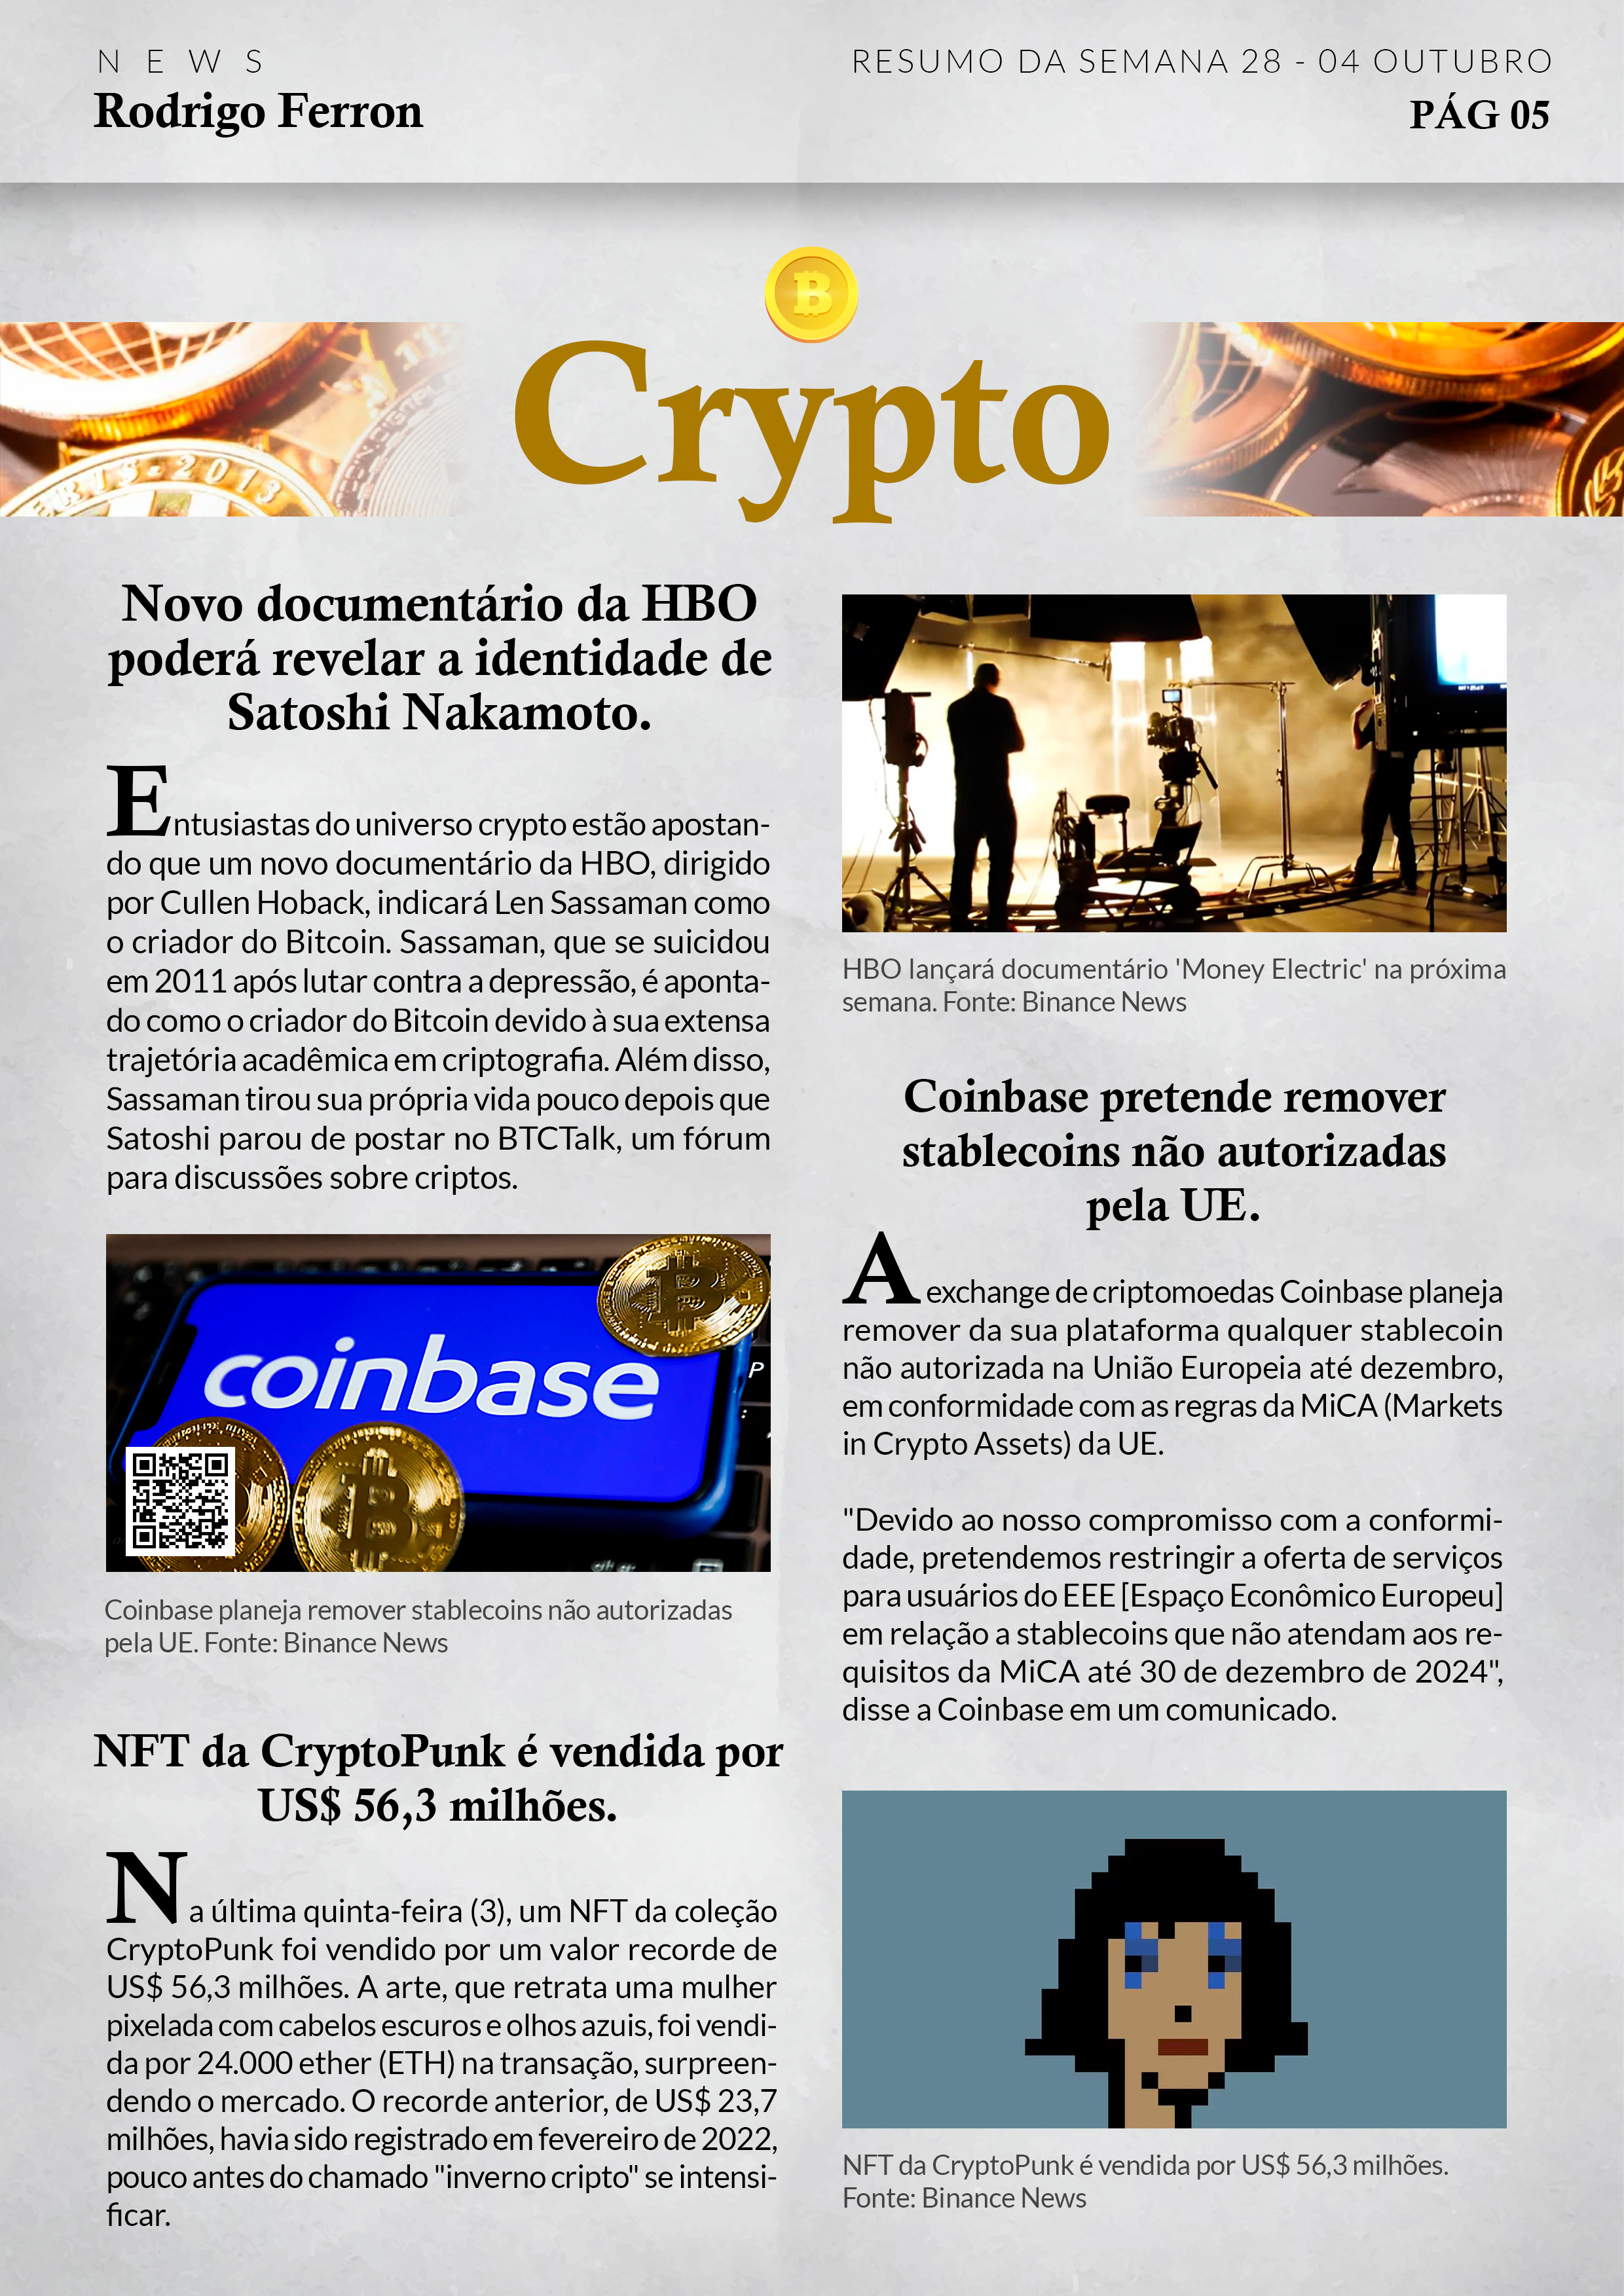 NEWS
Rodrigo Ferron
RESUMO DA SEMANA 28 - 04 OUTUBRO
PÁG 05
Crypto
Novo documentário da HBO
poderá revelar a identidade de
Satoshi Nakamoto.
Entusiastas do universo crypto estão apostan-
do que um novo documentário da HBO, dirigido
por Cullen Hoback, indicará Len Sassaman como
o criador do Bitcoin. Sassaman, que se suicidou
em 2011 após lutar contra a depressão, é aponta-
do como o criador do Bitcoin devido à sua extensa
trajetória acadêmica em criptografia. Além disso,
Sassaman tirou sua própria vida pouco depois que
Satoshi parou de postar no BTCTalk, um fórum
para discussões sobre criptos.
coinbase
Coinbase planeja remover stablecoins não autorizadas
pela UE. Fonte: Binance News
NFT da CryptoPunk é vendida por
US$ 56,3 milhões.
Na última quinta-feira (3), um NFT da coleção
CryptoPunk foi vendido por um valor recorde de
US$ 56,3 milhões. A arte, que retrata uma mulher
pixelada com cabelos escuros e olhos azuis, foi vendi-
da por 24.000 ether (ETH) na transação, surpreen-
dendo o mercado. O recorde anterior, de US$ 23,7
milhões, havia sido registrado em fevereiro de 2022,
pouco antes do chamado "inverno cripto" se intensi-
ficar.
HBO lançará documentário 'Money Electric' na próxima
semana. Fonte: Binance News
Coinbase pretende remover
stablecoins não autorizadas
pela UE.
A exchange de criptomoedas Coinbase planeja
remover da sua plataforma qualquer stablecoin
não autorizada na União Europeia até dezembro,
em conformidade com as regras da MiCA (Markets
in Crypto Assets) da UE.
"Devido ao nosso compromisso com a conformi-
dade, pretendemos restringir a oferta de serviços
para usuários do EEE [Espaço Econômico Europeu]
em relação a stablecoins que não atendam aos re-
quisitos da MiCA até 30 de dezembro de 2024",
disse a Coinbase em um comunicado.
NFT da CryptoPunk é vendida por US$ 56,3 milhões.
Fonte: Binance News